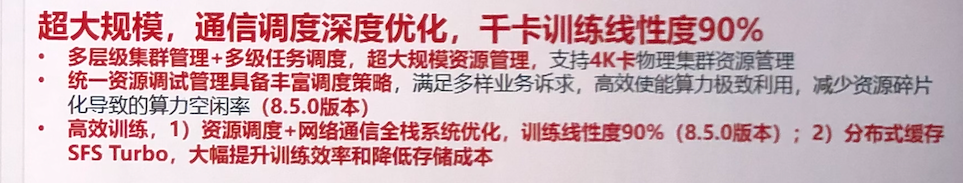 超大规模，通信调度深度优化，千卡训练线性度90%
• 多层级集群管理+多级任务调度，超大规模资源管理，支持4K卡物理集群资源管理
• 统一资源调试管理具备丰富调度策略，满足多样业务诉求，高效使能算力极致利用，减少资源碎片
化导致的算力空闲率（8.5.0版本）
• 高效训练，1）资源调度+网络通信全栈系统优化，训练线性度90%（8.5.0版本）；2）分布式缓存
SFS Turbo，大幅提升训练效率和降低存储成本